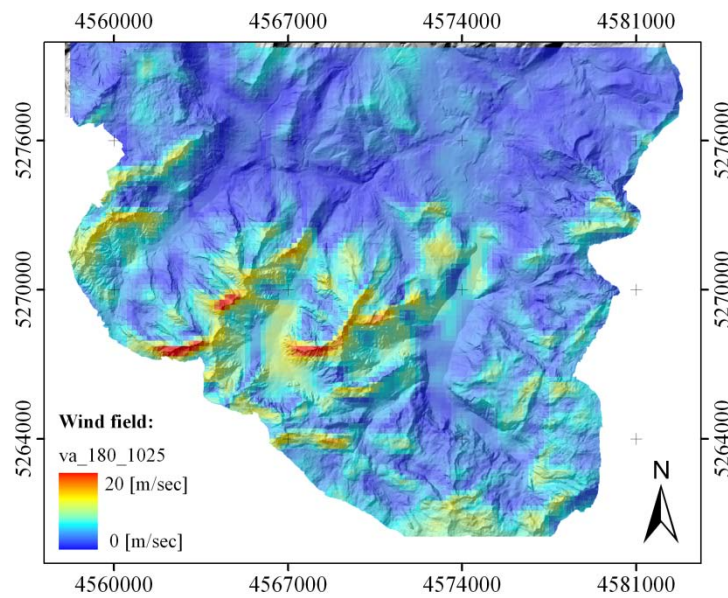 4560000 4567000 4574000 4581000
5276000 5276000
5270000 5270000
5264000 5264000
Wind field:
va_180_1025
20 [m/sec]
0 [m/sec]
N
4560000 4567000 4574000 4581000